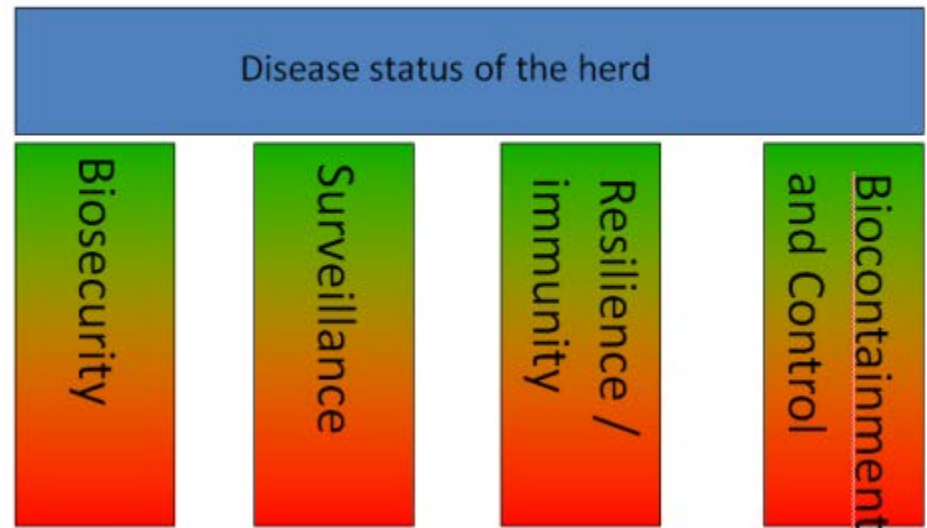 Disease status of the herd
Biosecurity
Surveillance
Resilience /
immunity
Biocontainment
and Control